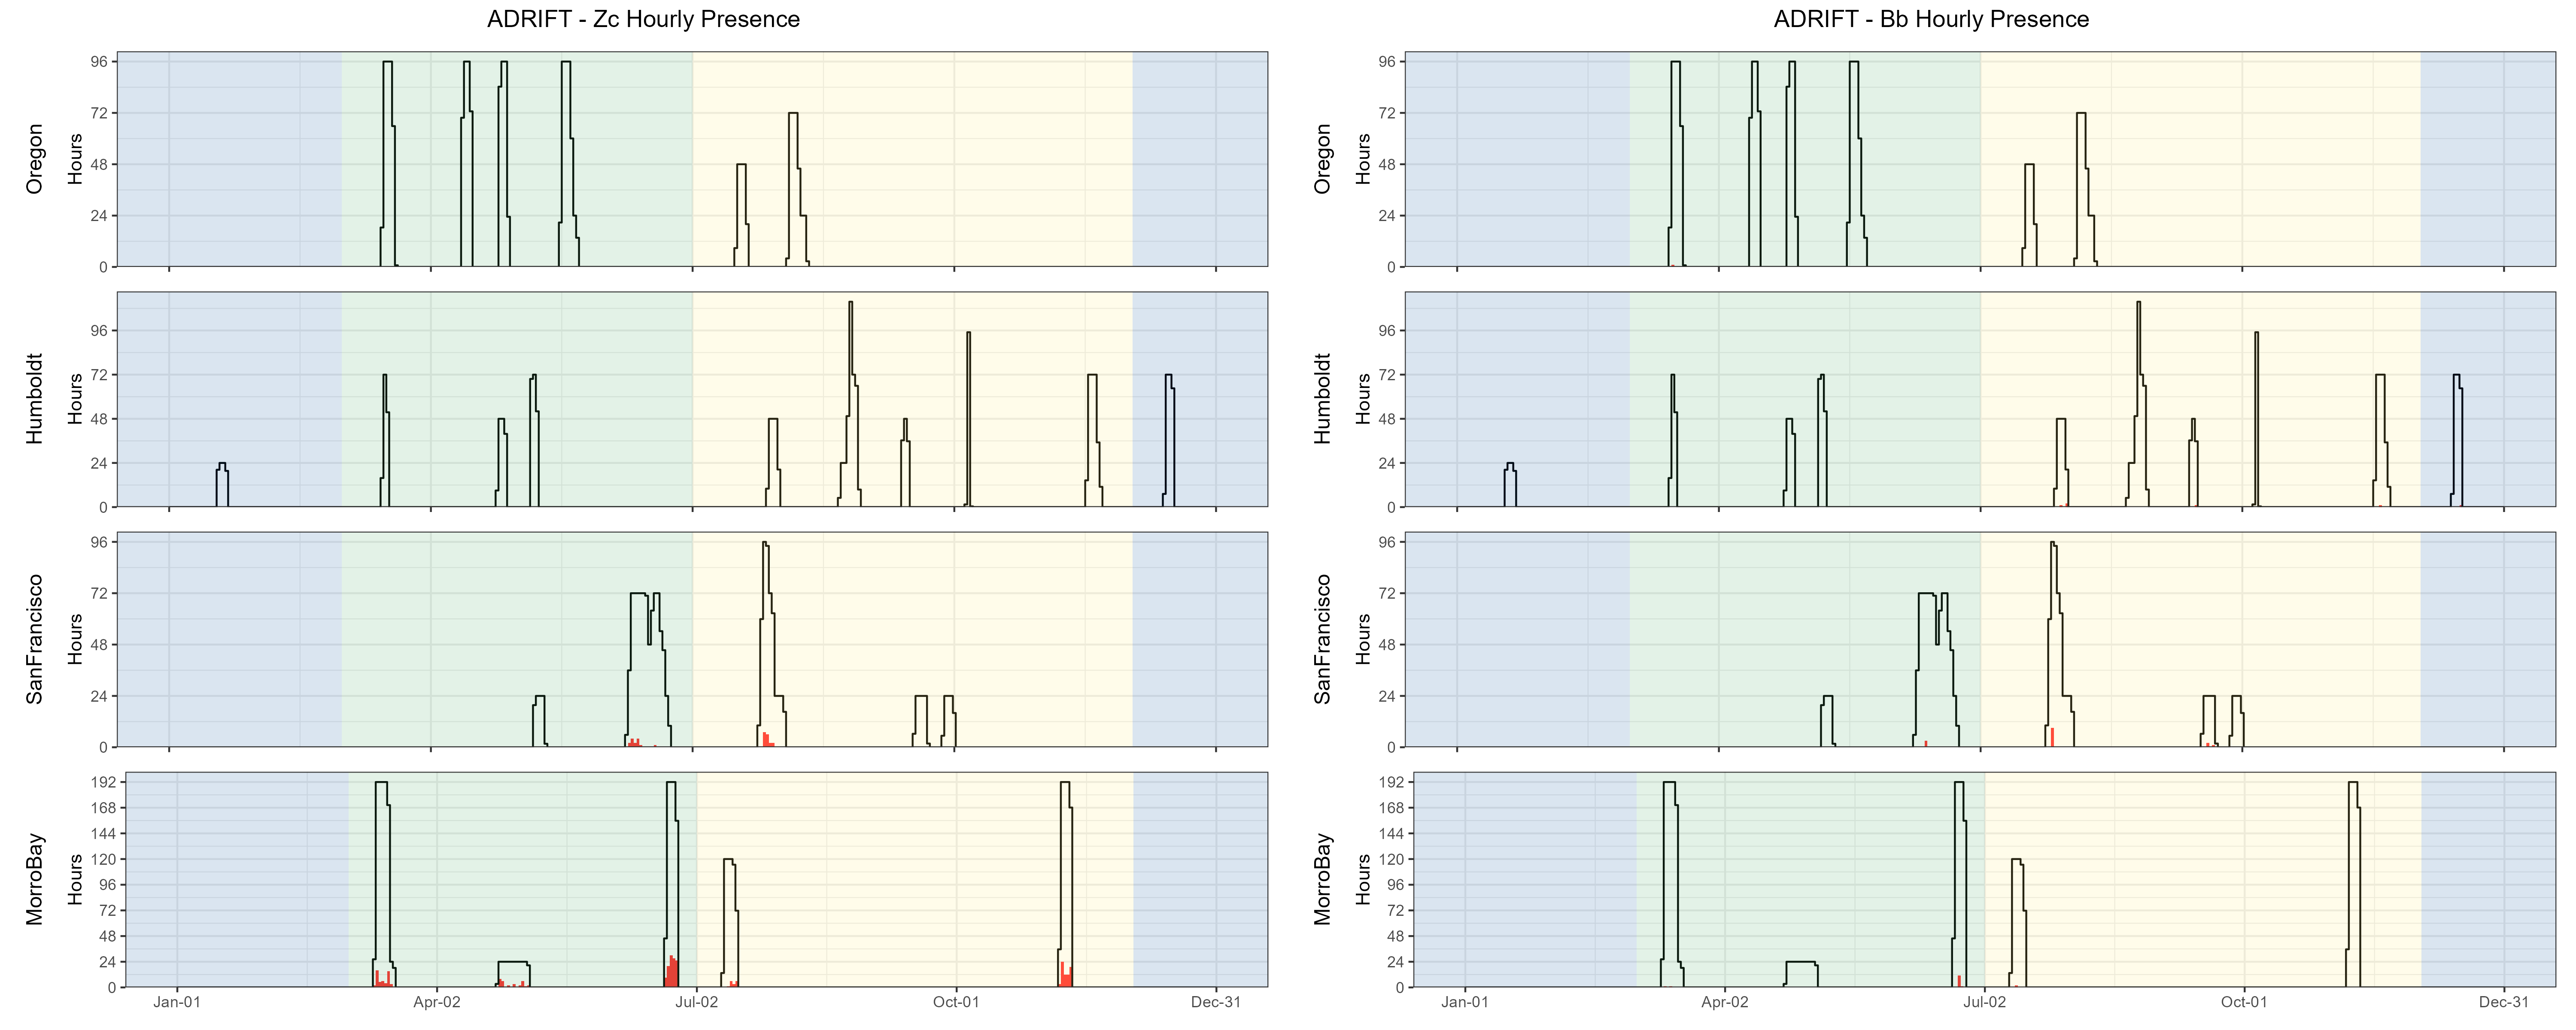 ADRIFT - Zc Hourly Presence
Oregon
Hours
96
72
48
24
0
Humboldt
Hours
96
72
48
24
0
SanFrancisco
Hours
96
72
48
24
0
MorroBay
Hours
192
168
144
120
96
72
48
24
0
Jan-01 Apr-02 Jul-02 Oct-01 Dec-31
ADRIFT - Bb Hourly Presence
Oregon
Hours
96
72
48
24
0
Humboldt
Hours
96
72
48
24
0
SanFrancisco
Hours
96
72
48
24
0
MorroBay
Hours
192
168
144
120
96
72
48
24
0
Jan-01 Apr-02 Jul-02 Oct-01 Dec-31